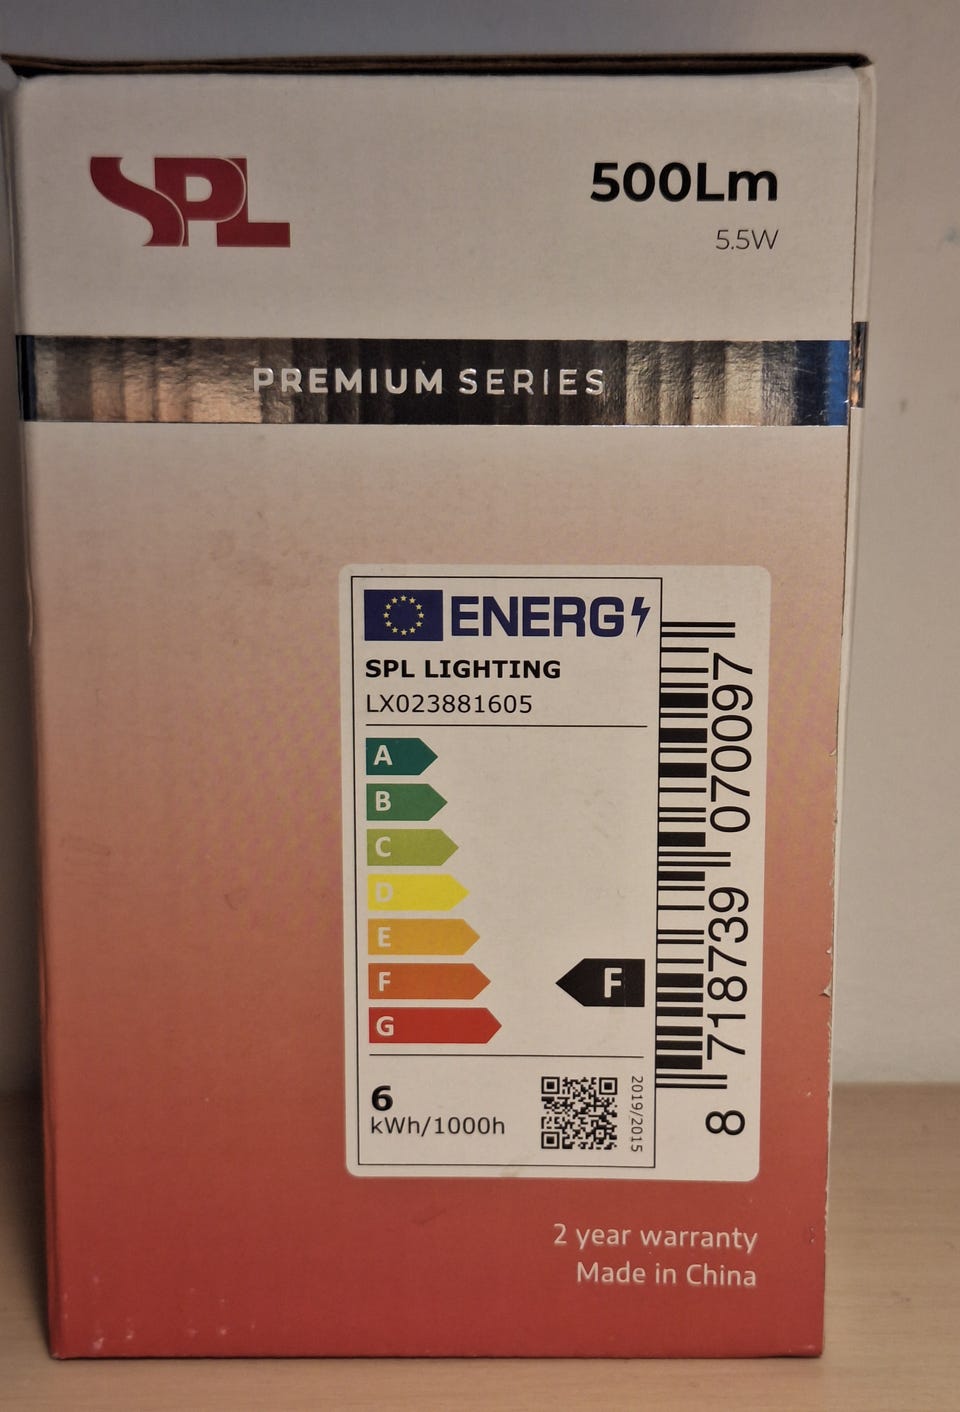 SPL
500Lm
5.5W
PREMIUM SERIES
ENERG
SPL LIGHTING
LX023881605
A
B
C
D
E
F
G
F
6
kWh/1000h
2019/2015
8 718739 070097
2 year warranty
Made in China